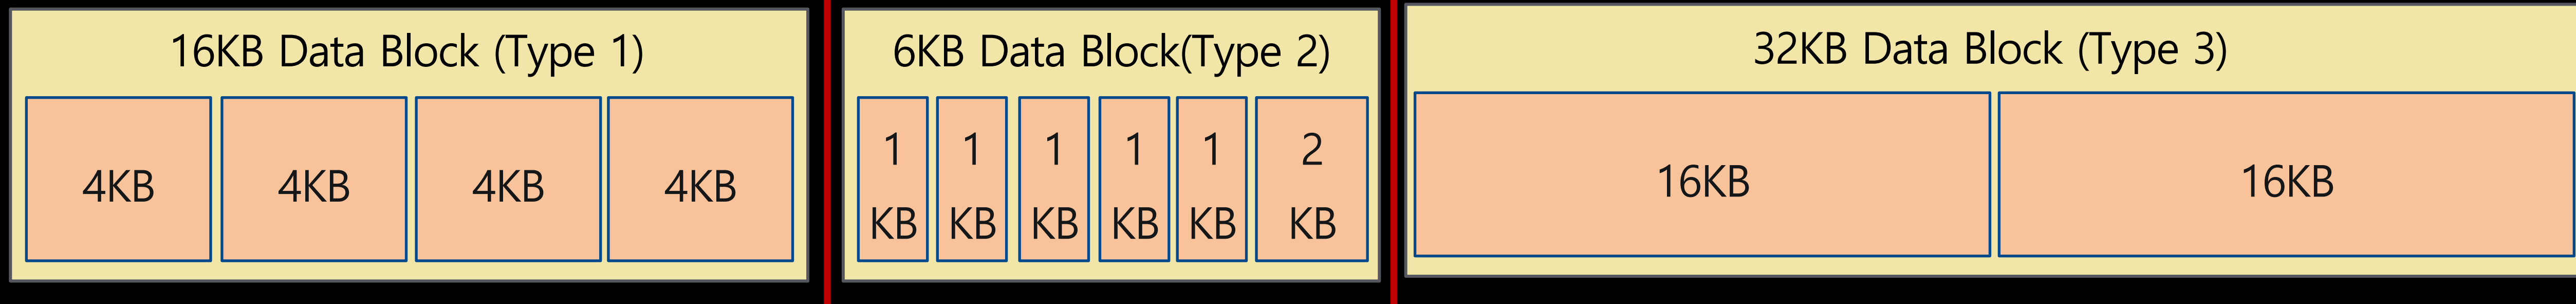 16KB Data Block (Type 1)
4KB
4KB
4KB
4KB
6KB Data Block(Type 2)
1
KB
1
KB
1
KB
1
KB
1
KB
2
KB
32KB Data Block (Type 3)
16KB
16KB